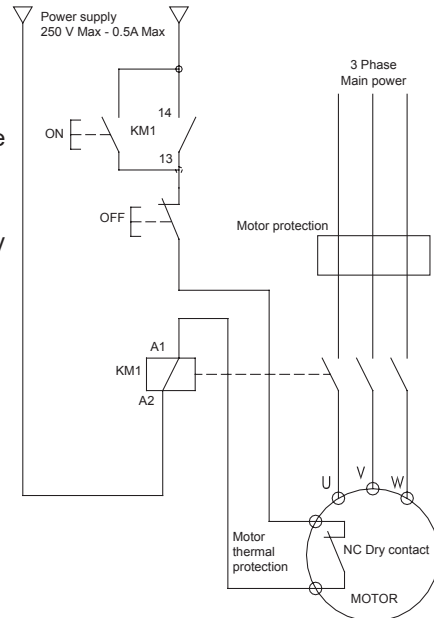 Power supply
250 V Max - 0.5A Max
3 Phase
Main power
14
ON
KM1
e
13
OFF
Motor protection
y
A1
KM1
A2
U
V
W
Motor
thermal
protection
NC Dry contact
MOTOR